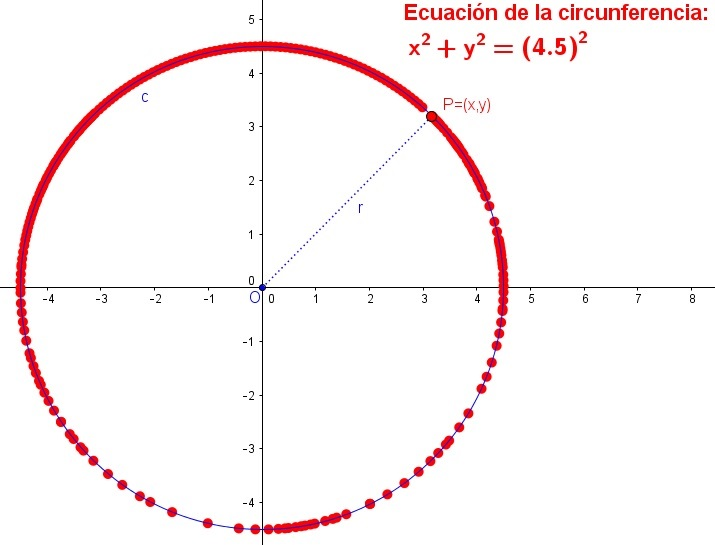 Ecuación de la circunferencia:
x² + y² = (4.5)²
5
4
c
P=(x,y)
3
2
r
1
0
O
-4 -3 -2 -1 0 1 2 3 4 5 6 7 8
-1
-2
-3
-4